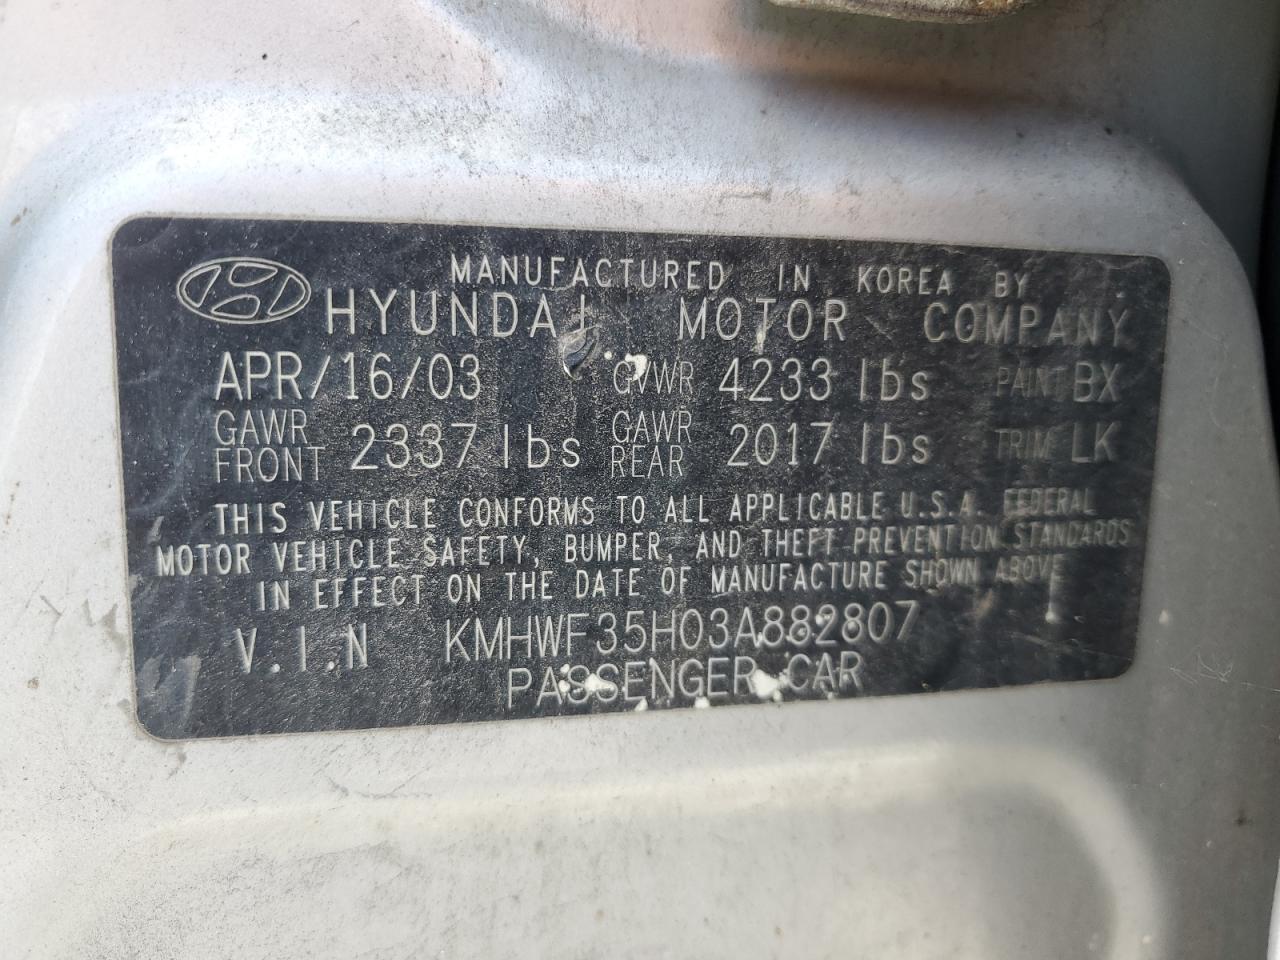 MANUFACTURED IN KOREA BY
HYUNDAI MOTOR COMPANY
APR/16/03 GVWR 4233 lbs PAINT BX
GAWR FRONT 2337 lbs GAWR REAR 2017 lbs TRIM LK
THIS VEHICLE CONFORMS TO ALL APPLICABLE U.S.A. FEDERAL
MOTOR VEHICLE SAFETY, BUMPER, AND THEFT PREVENTION STANDARDS
IN EFFECT ON THE DATE OF MANUFACTURE SHOWN ABOVE
V.I.N KMHWF35H03A882807
PASSENGER CAR